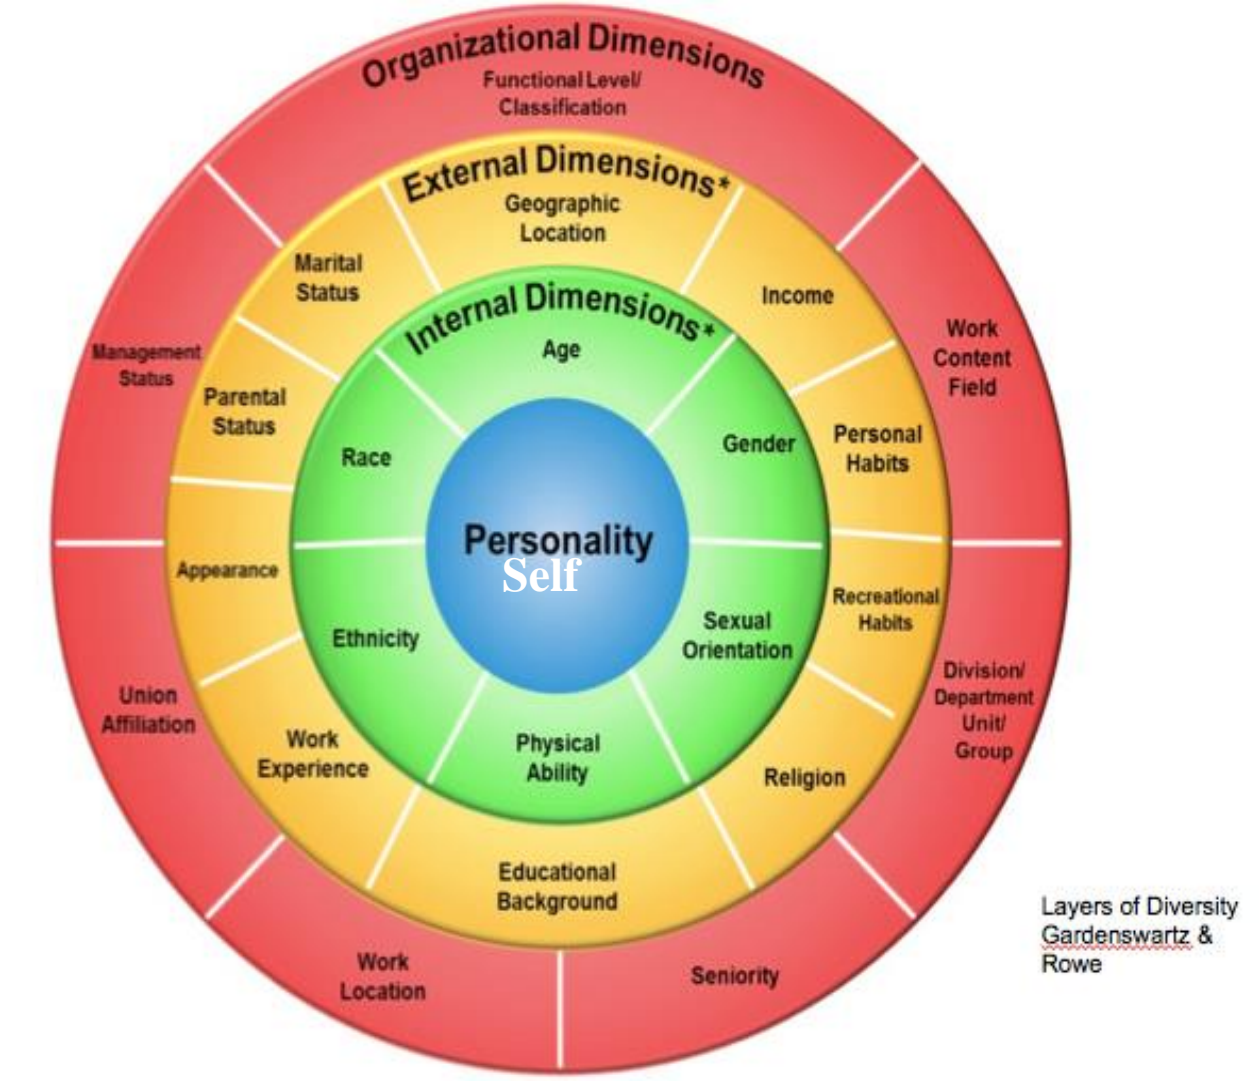 Organizational Dimensions
Functional Level/
Classification
External Dimensions*
Geographic
Location
Marital
Status
Income
Internal Dimensions*
Age
Management
Status
Work
Content
Field
Parental
Status
Personal
Habits
Race
Gender
Personality
Self
Appearance
Recreational
Habits
Ethnicity
Sexual
Orientation
Union
Affiliation
Division/
Department
Unit/
Group
Work
Experience
Physical
Ability
Religion
Educational
Background
Work
Location
Seniority
Layers of Diversity
Gardenswartz &
Rowe